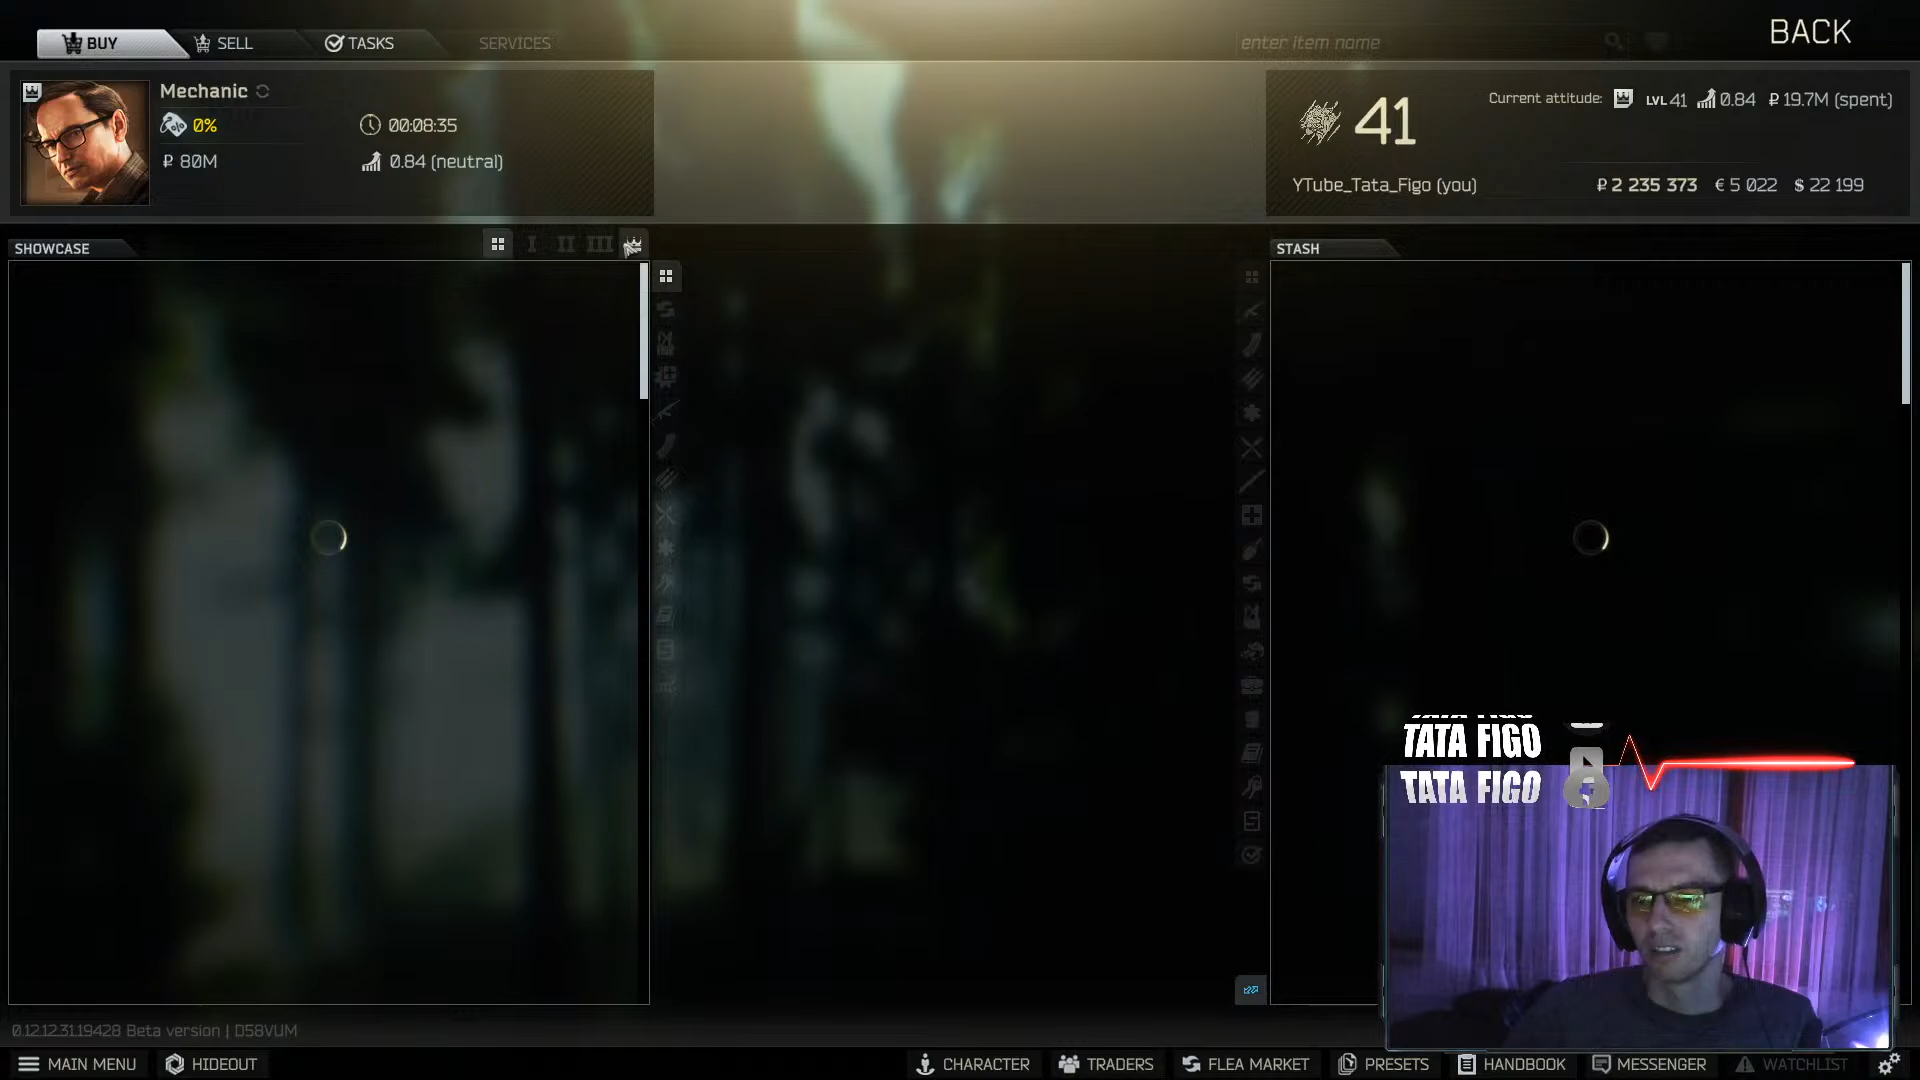 BUY
SELL
TASKS
SERVICES
enter item name
BACK
Mechanic
0%
00:08:35
₽ 80M
0.84 (neutral)
41
Current attitude: LVL 41 0.84 ₽ 19.7M (spent)
YTube_Tata_Figo (you)
₽ 2 235 373 € 5 022 $ 22 199
SHOWCASE
I II III
STASH
TATA FIGO
TATA FIGO
0.12.12.31.19428 Beta version | D58VUM
MAIN MENU
HIDEOUT
CHARACTER
TRADERS
FLEA MARKET
PRESETS
HANDBOOK
MESSENGER
WATCHLIST